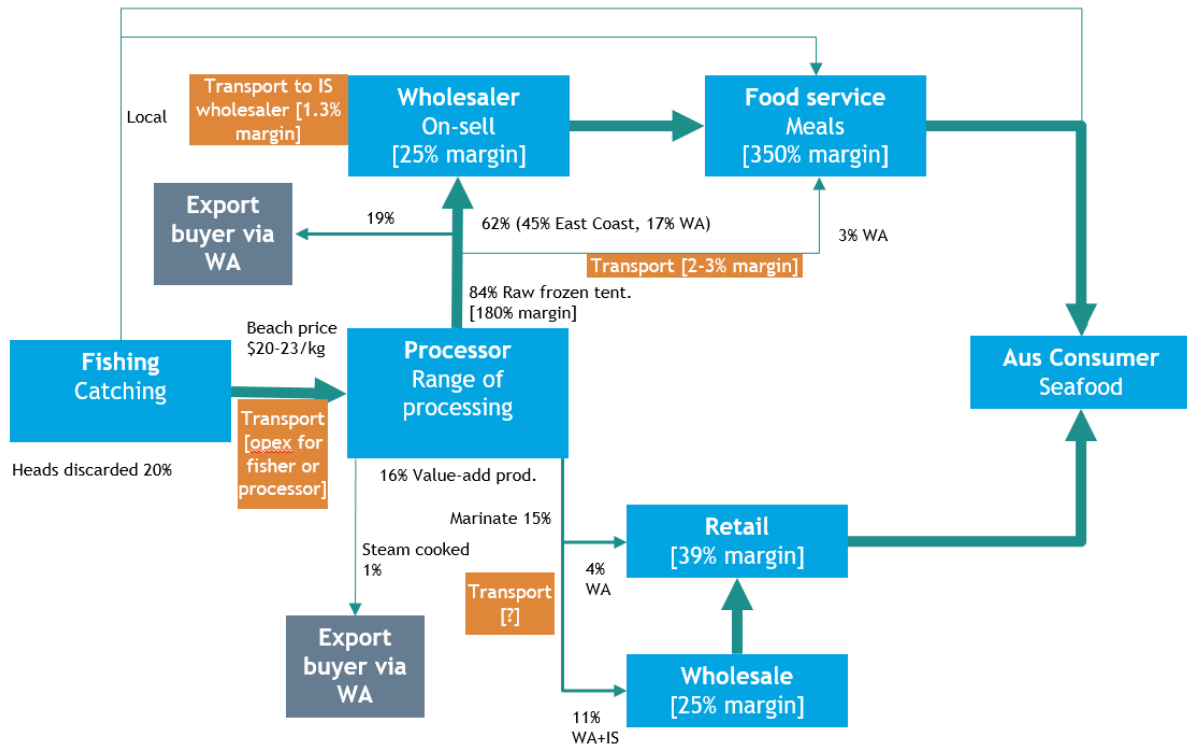 Transport to IS
wholesaler [1.3%
margin]
Local
Wholesaler
On-sell
[25% margin]
Food service
Meals
[350% margin]
Export
buyer via
WA
19%
62% (45% East Coast, 17% WA)
3% WA
Transport [2-3% margin]
84% Raw frozen tent.
[180% margin]
Beach price
$20-23/kg
Fishing
Catching
Processor
Range of
processing
Aus Consumer
Seafood
Transport
[opex for
fisher or
processor]
Heads discarded 20%
16% Value-add prod.
Marinate 15%
Steam cooked
1%
Transport
[?]
4%
WA
Retail
[39% margin]
Export
buyer via
WA
Wholesale
[25% margin]
11%
WA+IS